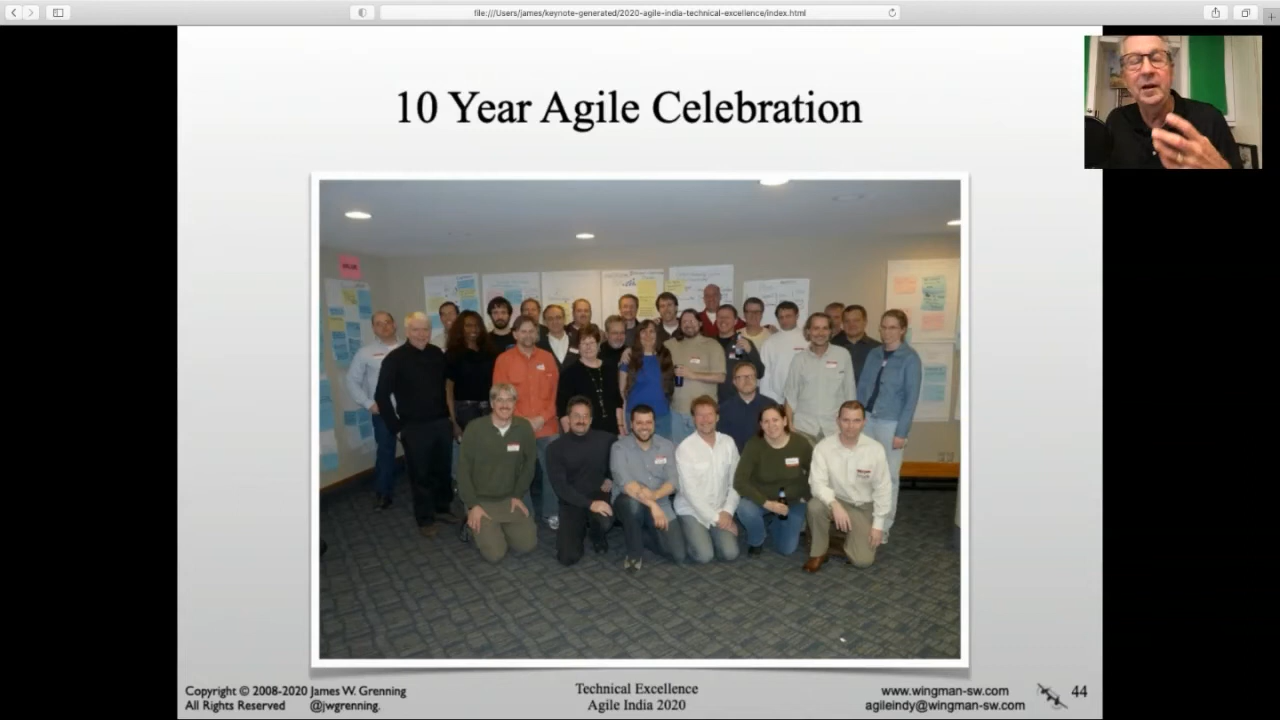 file:///Users/james/keynote-generated/2020-agile-india-technical-excellence/index.html
10 Year Agile Celebration
Copyright © 2008-2020 James W. Grenning
All Rights Reserved @jwgrenning.
Technical Excellence
Agile India 2020
www.wingman-sw.com
agileindy@wingman-sw.com
44